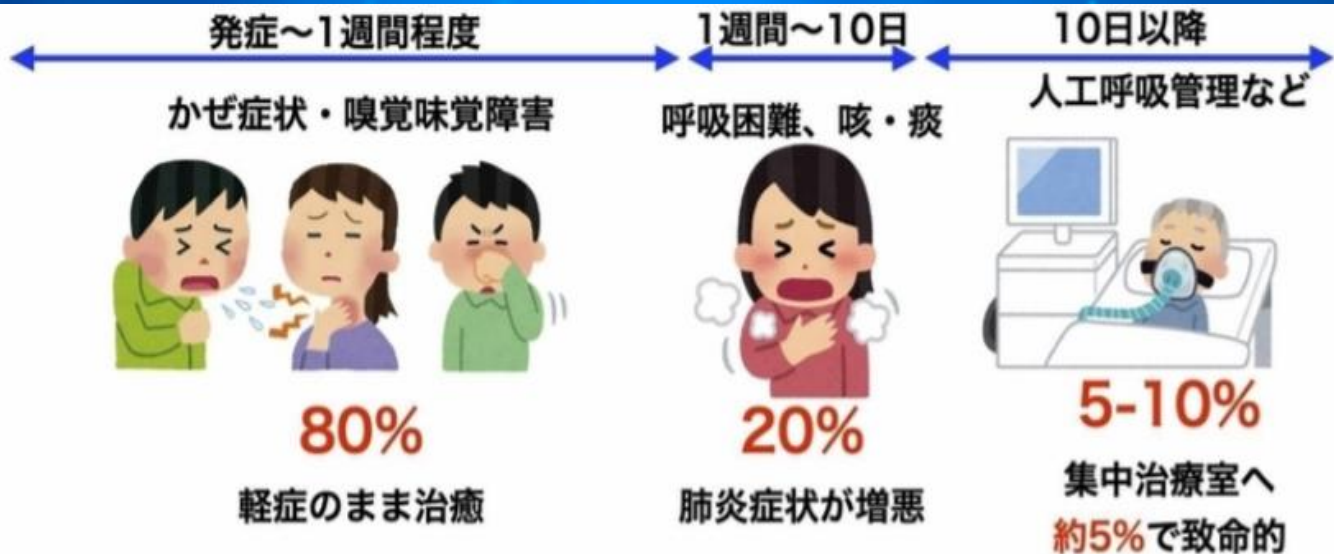 発症～1週間程度
かぜ症状・嗅覚味覚障害
80%
軽症のまま治癒
1週間～10日
呼吸困難、咳・痰
20%
肺炎症状が増悪
10日以降
人工呼吸管理など
5-10%
集中治療室へ
約5%で致命的